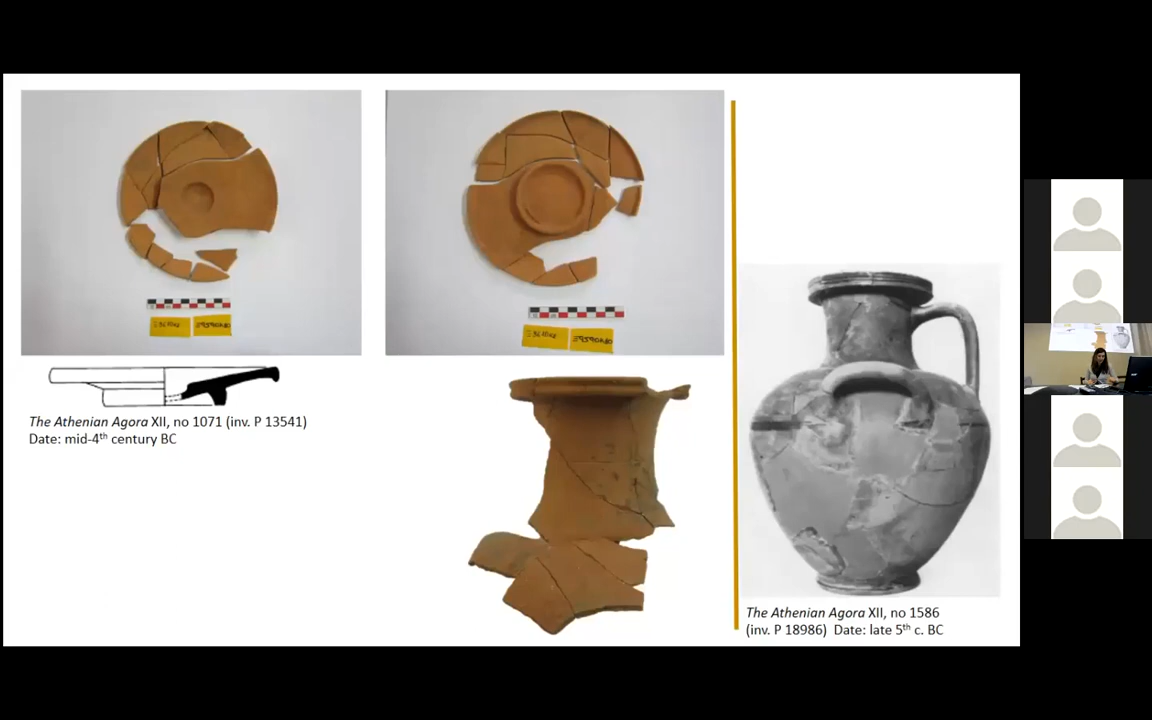 The Athenian Agora XII, no 1071 (inv. P 13541)
Date: mid-4th century BC
The Athenian Agora XII, no 1586
(inv. P 18986) Date: late 5th c. BC